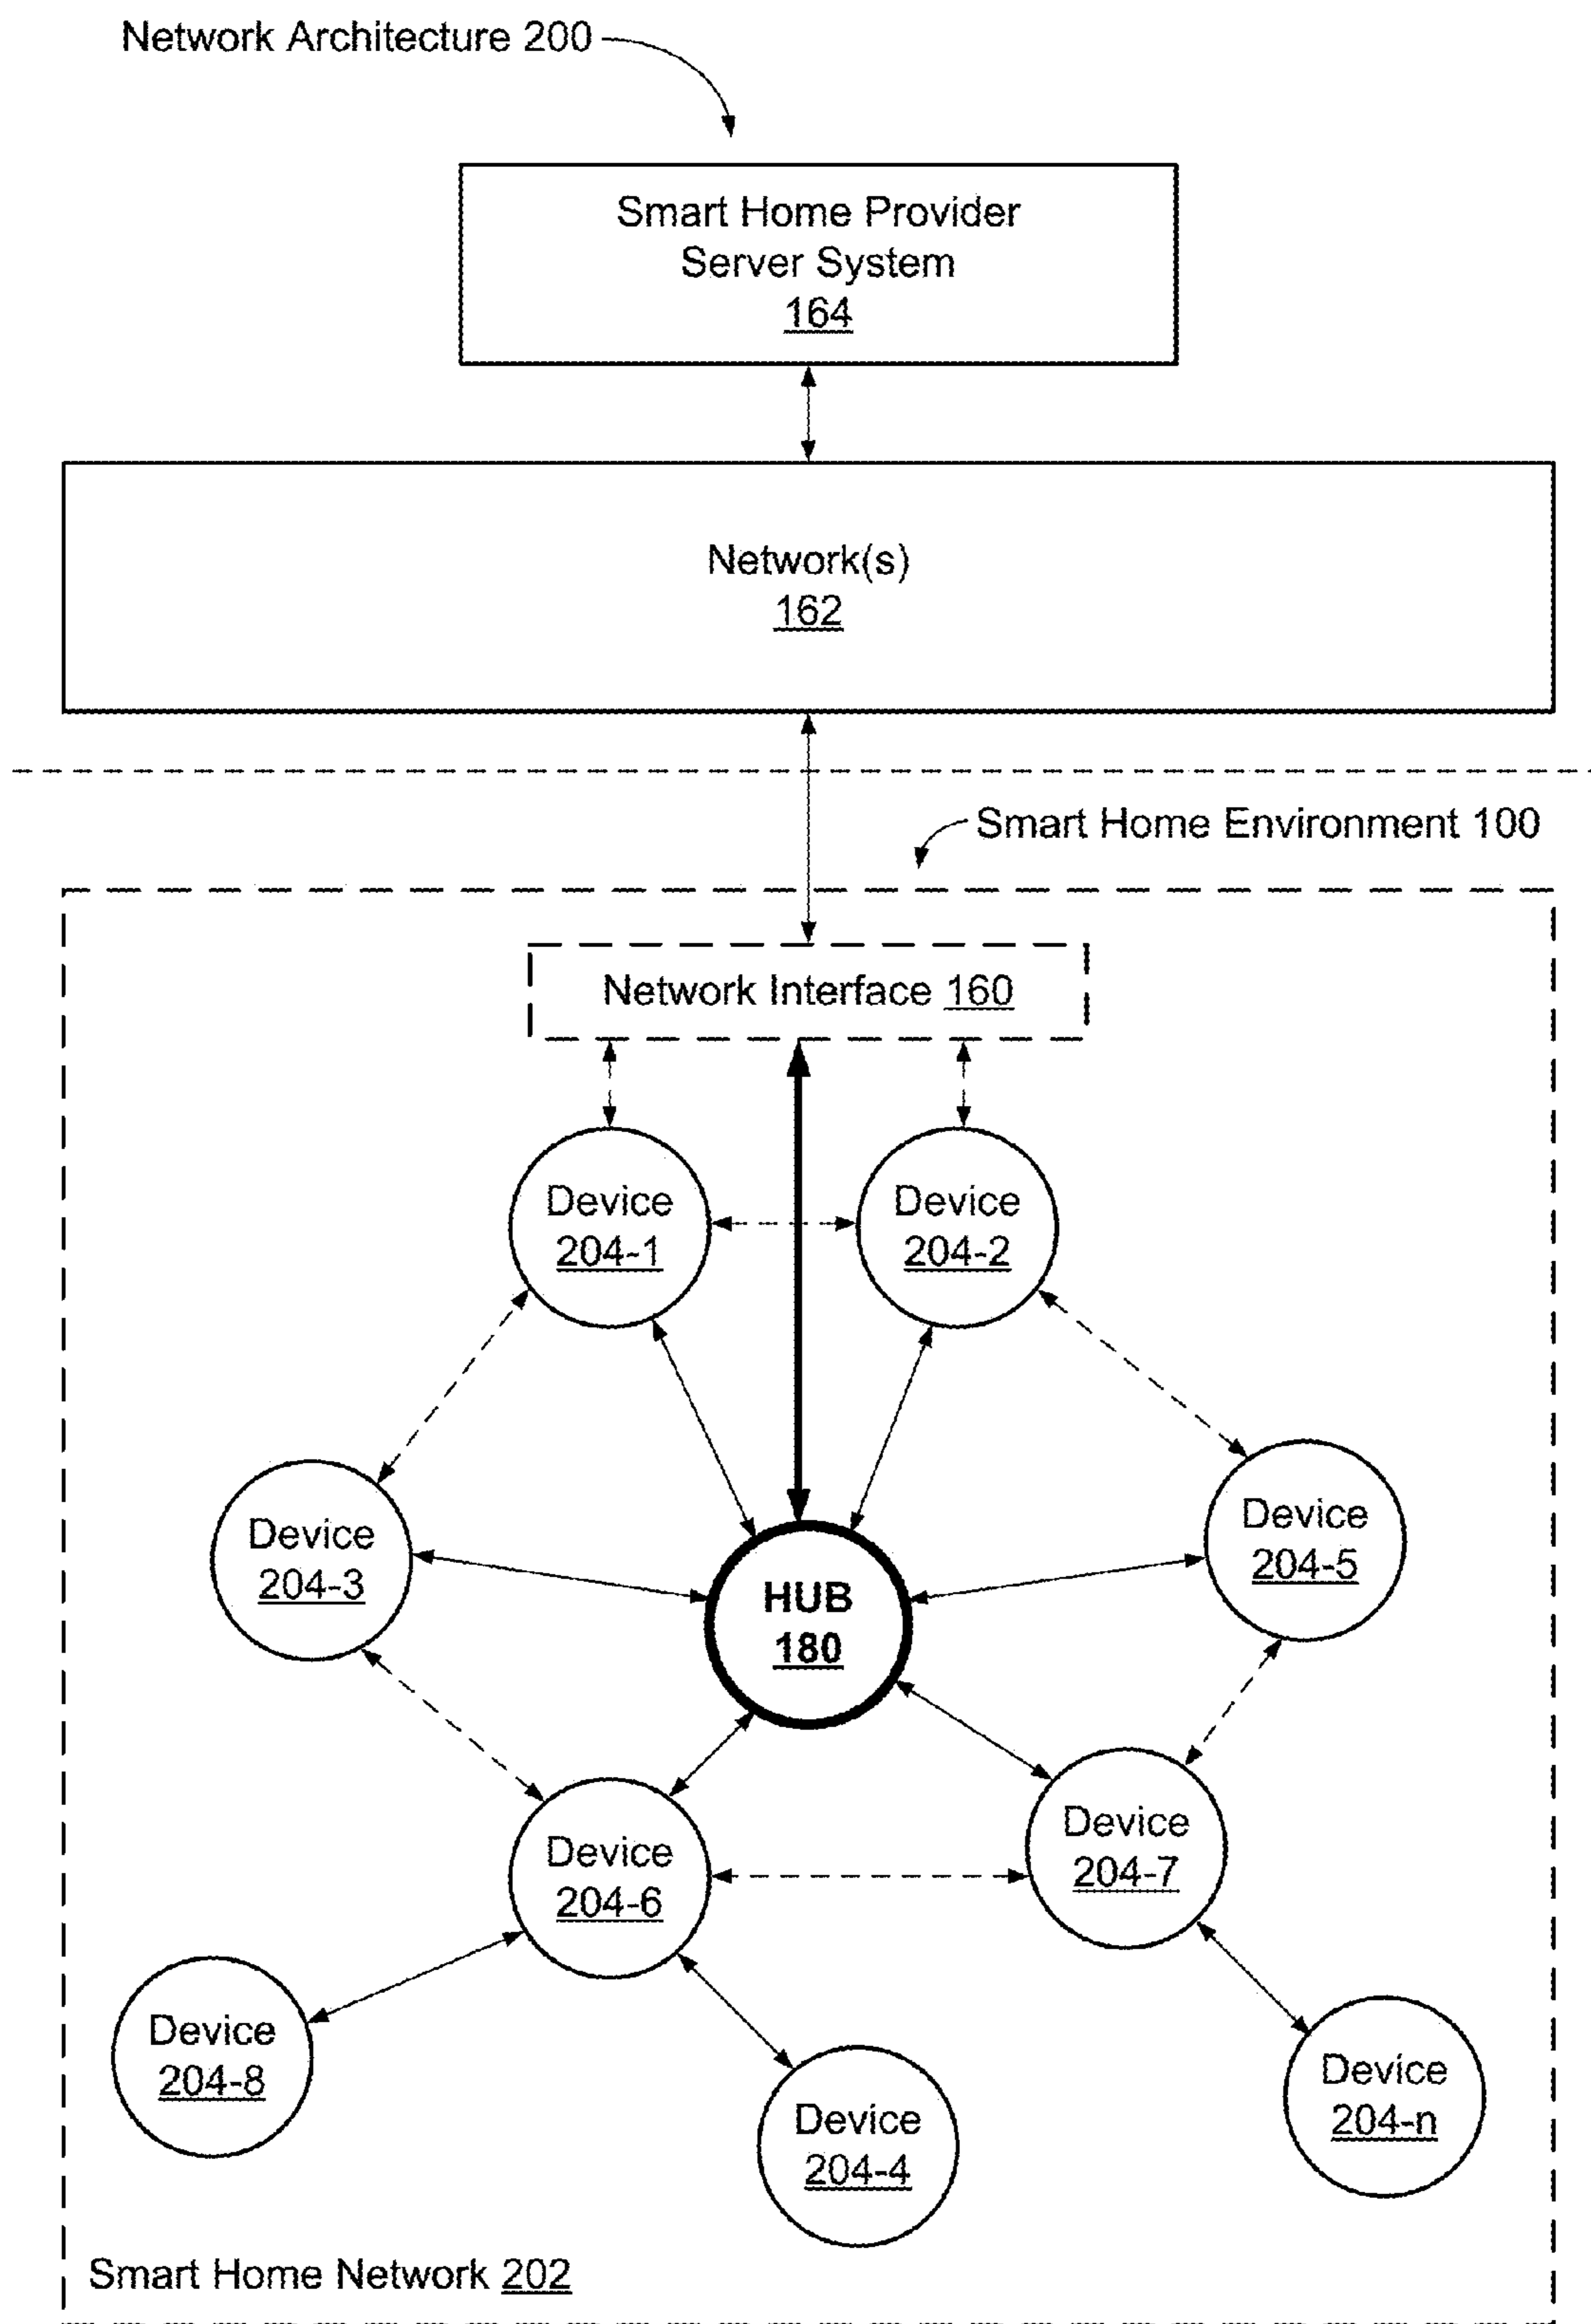 Network Architecture 200
Smart Home Provider
Server System
164
Network(s)
162
Smart Home Environment 100
Network Interface 160
Device
204-1
Device
204-2
Device
204-3
Device
204-5
HUB
180
Device
204-6
Device
204-7
Device
204-8
Device
204-4
Device
204-n
Smart Home Network 202